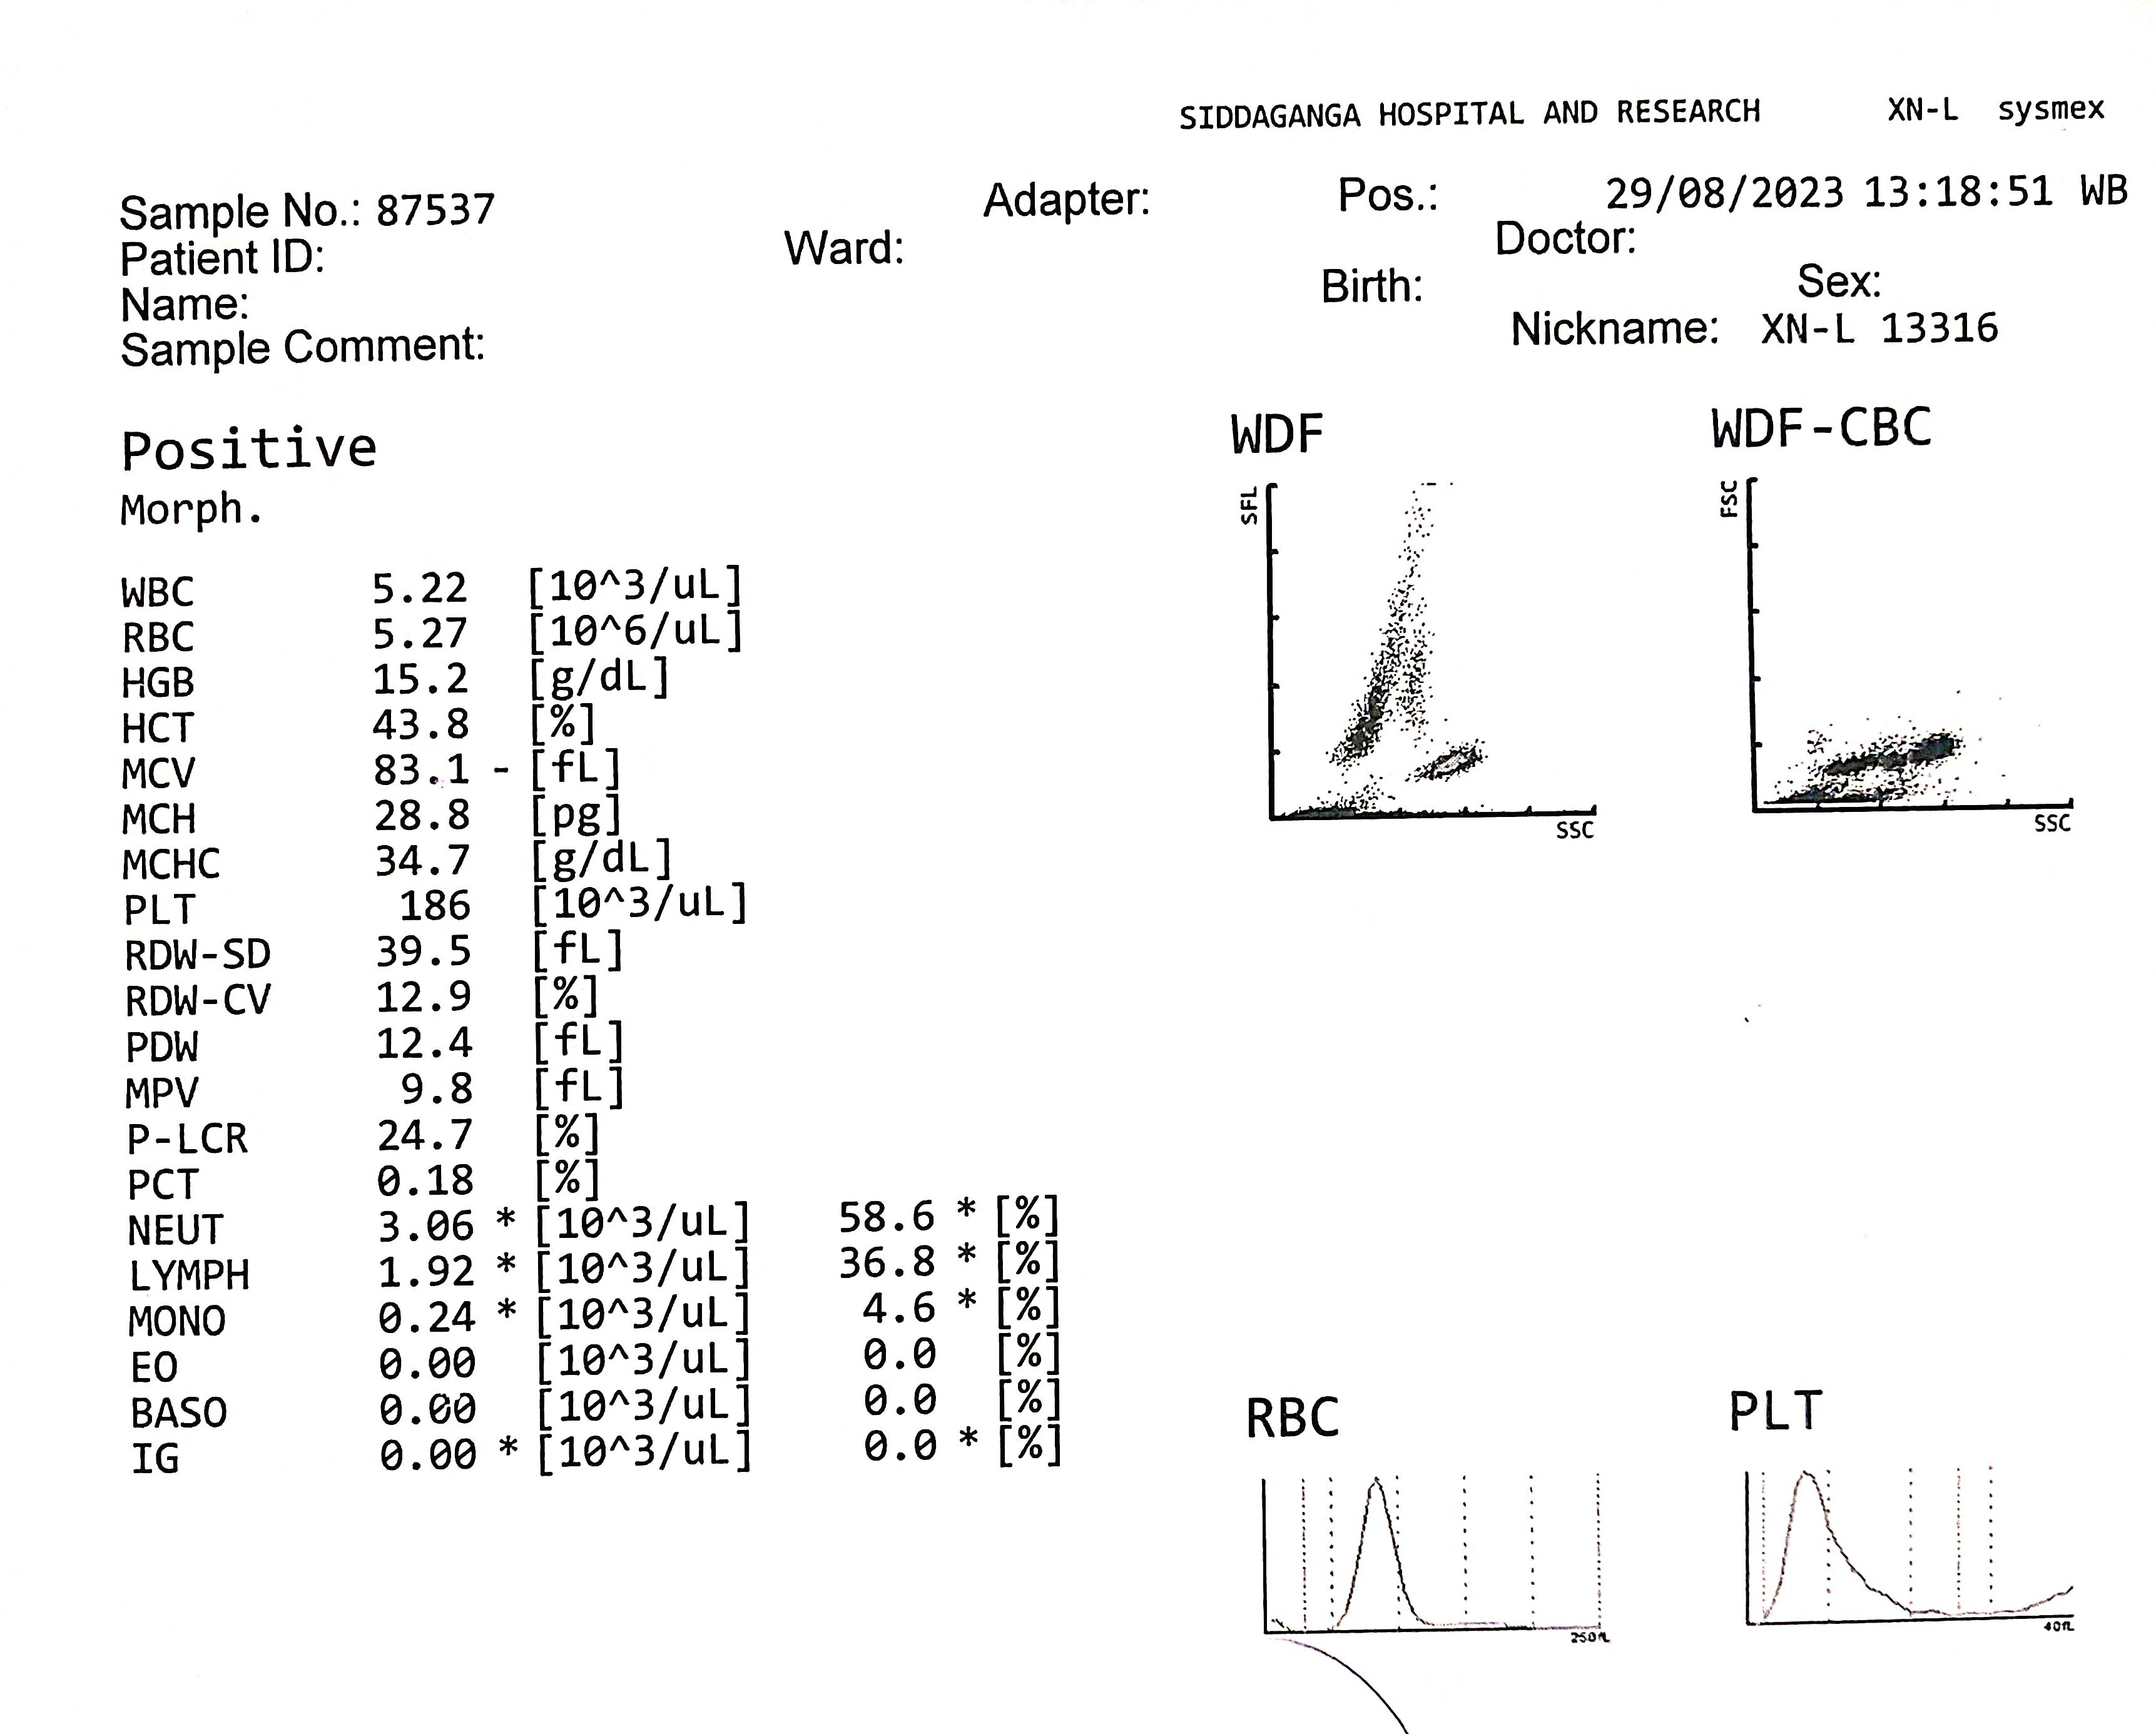 SIDDAGANGA HOSPITAL AND RESEARCH XN-L sysmex
Sample No.: 87537 Adapter: Pos.: 29/08/2023 13:18:51 WB
Patient ID: Ward: Doctor:
Name: Birth: Sex:
Sample Comment: Nickname: XN-L 13316
Positive
Morph.
WBC 5.22 [10^3/uL]
RBC 5.27 [10^6/uL]
HGB 15.2 [g/dL]
HCT 43.8 [%]
MCV 83.1 - [fL]
MCH 28.8 [pg]
MCHC 34.7 [g/dL]
PLT 186 [10^3/uL]
RDW-SD 39.5 [fL]
RDW-CV 12.9 [%]
PDW 12.4 [fL]
MPV 9.8 [fL]
P-LCR 24.7 [%]
PCT 0.18 [%]
NEUT 3.06 * [10^3/uL] 58.6 * [%]
LYMPH 1.92 * [10^3/uL] 36.8 * [%]
MONO 0.24 * [10^3/uL] 4.6 * [%]
EO 0.00 [10^3/uL] 0.0 [%]
BASO 0.00 [10^3/uL] 0.0 [%]
IG 0.00 * [10^3/uL] 0.0 * [%]
WDF WDF-CBC
SFL FSC
SSC SSC
RBC PLT
250fL 40fL